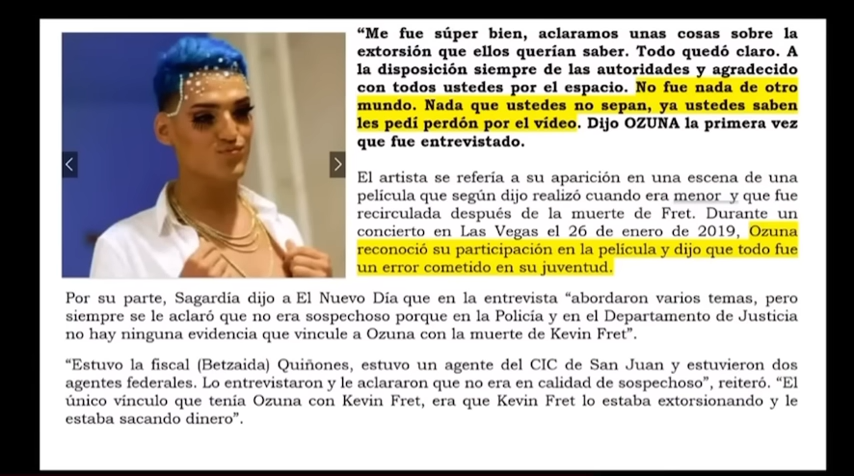 “Me fue súper bien, aclaramos unas cosas sobre la
extorsión que ellos querían saber. Todo quedó claro. A
la disposición siempre de las autoridades y agradecido
con todos ustedes por el espacio. No fue nada de otro
mundo. Nada que ustedes no sepan, ya ustedes saben
les pedí perdón por el vídeo. Dijo OZUNA la primera vez
que fue entrevistado.
El artista se refería a su aparición en una escena de una
película que según dijo realizó cuando era menor y que fue
recirculada después de la muerte de Fret. Durante un
concierto en Las Vegas el 26 de enero de 2019, Ozuna
reconoció su participación en la película y dijo que todo fue
un error cometido en su juventud.
Por su parte, Sagardía dijo a El Nuevo Día que en la entrevista “abordaron varios temas, pero
siempre se le aclaró que no era sospechoso porque en la Policía y en el Departamento de Justicia
no hay ninguna evidencia que vincule a Ozuna con la muerte de Kevin Fret”.
“Estuvo la fiscal (Betzaida) Quiñones, estuvo un agente del CIC de San Juan y estuvieron dos
agentes federales. Lo entrevistaron y le aclararon que no era en calidad de sospechoso”, reiteró. “El
único vínculo que tenía Ozuna con Kevin Fret, era que Kevin Fret lo estaba extorsionando y le
estaba sacando dinero”.